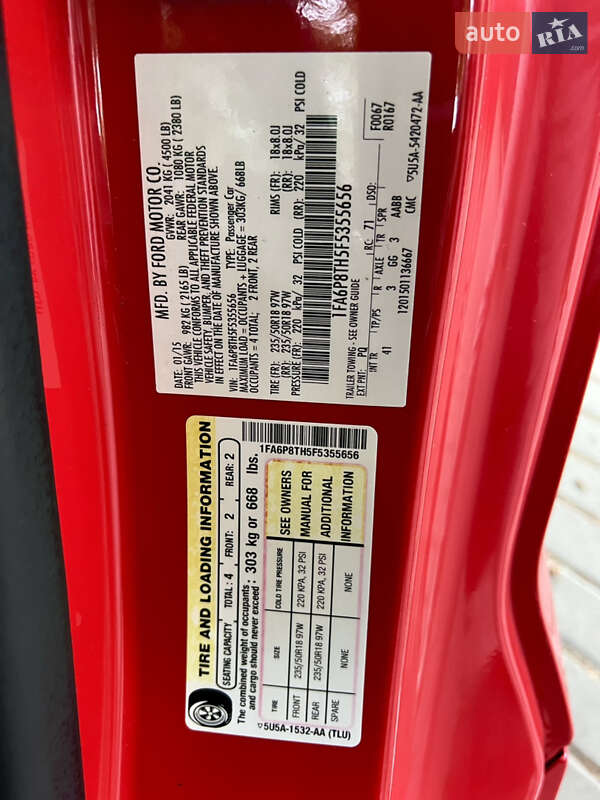 auto RIA .com
MFD. BY FORD MOTOR CO.
DATE: 01/15 GVWR: 2041 KG ( 4500 LB)
FRONT GAWR: 982 KG ( 2165 LB) REAR GAWR: 1080 KG ( 2380 LB)
THIS VEHICLE CONFORMS TO ALL APPLICABLE FEDERAL MOTOR
VEHICLE SAFETY, BUMPER, AND THEFT PREVENTION STANDARDS
IN EFFECT ON THE DATE OF MANUFACTURE SHOWN ABOVE.
VIN: 1FA6P8TH5F5355656 TYPE: Passenger Car
MAXIMUM LOAD = OCCUPANTS + LUGGAGE = 303KG/ 668LB
OCCUPANTS = 4 TOTAL; 2 FRONT, 2 REAR
TIRE (FR): 235/50R18 97W RIMS (FR): 18x8.0J
TIRE (RR): 235/50R18 97W (RR): 18x8.0J
PRESSURE (FR): 220 kPa/ 32 PSI COLD (RR): 220 kPa/ 32 PSI COLD
1FA6P8TH5F5355656
TRAILER TOWING - SEE OWNER GUIDE
F0067
R0167
EXT PNT: PQ RC: 71 DSO:
INT TR TP/PS R AXLE TR SPR
41 3 GG 3 AABB
1201501136667 CMC
5U5A-5420472-AA
TIRE AND LOADING INFORMATION
SEATING CAPACITY TOTAL: 4 FRONT: 2 REAR: 2
The combined weight of occupants and cargo should never exceed: 303 kg or 668 lbs.
1FA6P8TH5F5355656
TIRE SIZE COLD TIRE PRESSURE SEE OWNERS
FRONT 235/50R18 97W 220 KPA, 32 PSI MANUAL FOR
REAR 235/50R18 97W 220 KPA, 32 PSI ADDITIONAL
SPARE NONE NONE INFORMATION
5U5A-1532-AA (TLU)